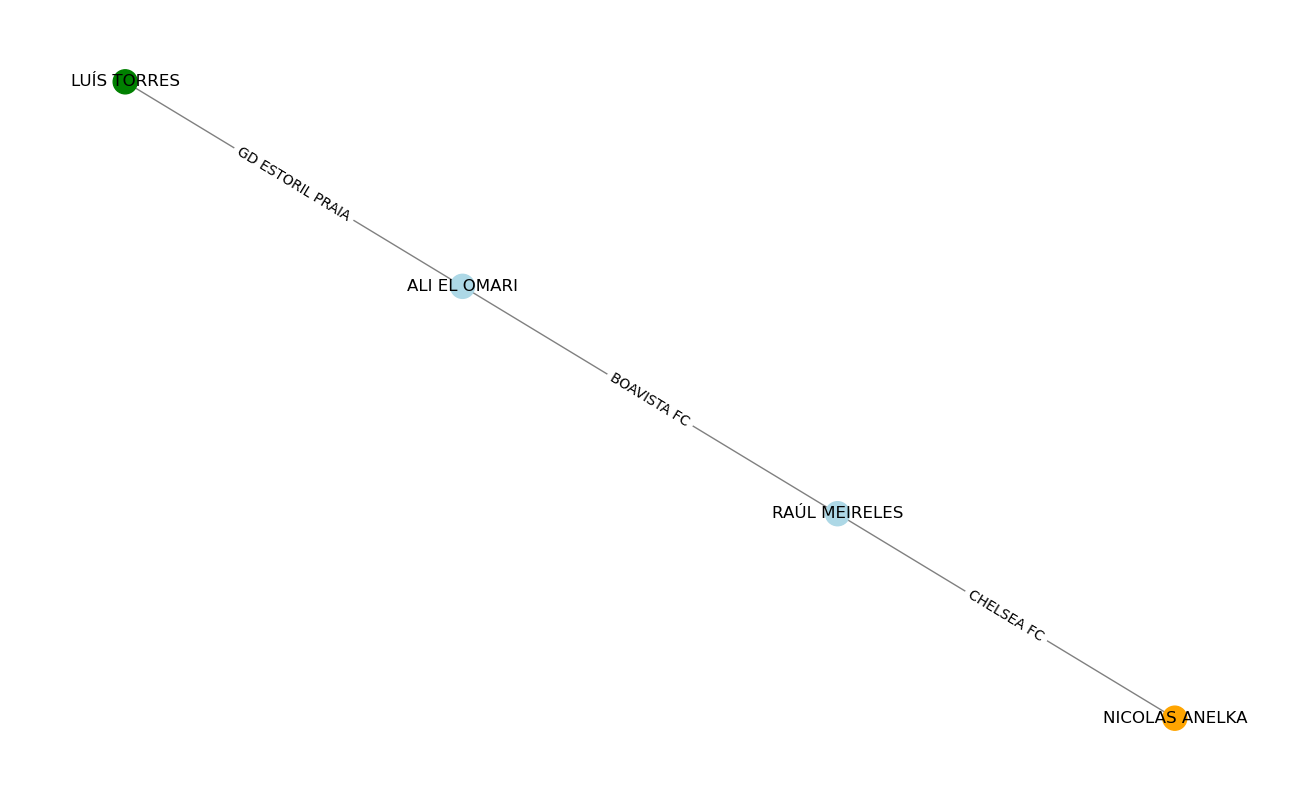 LUÍS TORRES
GD ESTORIL PRAIA
ALI EL OMARI
BOAVISTA FC
RAÚL MEIRELES
CHELSEA FC
NICOLAS ANELKA